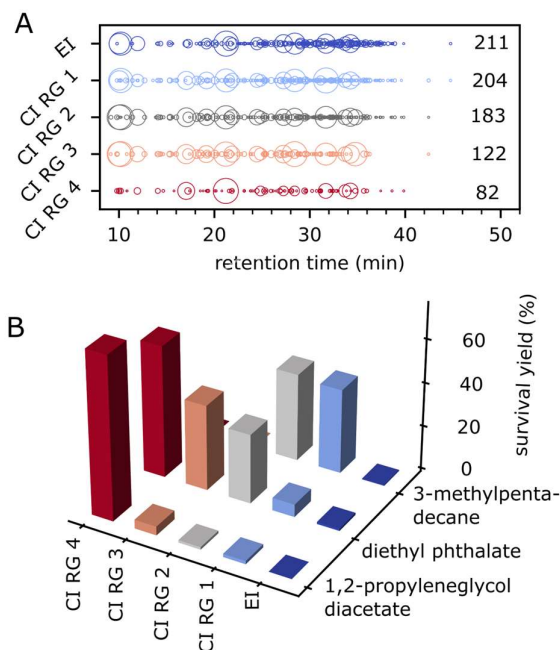 A
EI
211
CI RG 1
204
CI RG 2
183
CI RG 3
122
CI RG 4
82
10 20 30 40 50
retention time (min)
B
survival yield (%)
60
40
20
0
3-methylpenta-
decane
diethyl phthalate
1,2-propyleneglycol
diacetate
CI RG 4
CI RG 3
CI RG 2
CI RG 1
EI